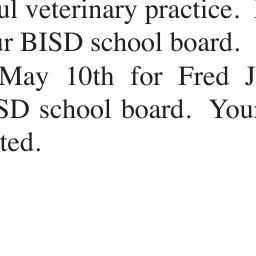 ul veterinary practice.
ur BISD school board.
May 10th for Fred J
SD school board. Your
ted.